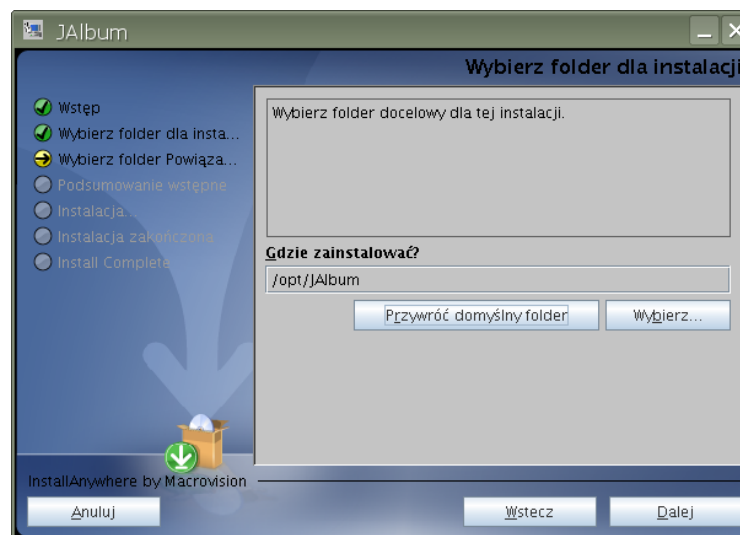 JAlbum
Wybierz folder dla instalacji
Wstęp
Wybierz folder dla insta...
Wybierz folder Powiąza...
Podsumowanie wstępne
Instalacja...
Instalacja zakończona
Install Complete
Wybierz folder docelowy dla tej instalacji.
Gdzie zainstalować?
/opt/JAlbum
Przywróć domyślny folder
Wybierz...
InstallAnywhere by Macrovision
Anuluj
Wstecz
Dalej